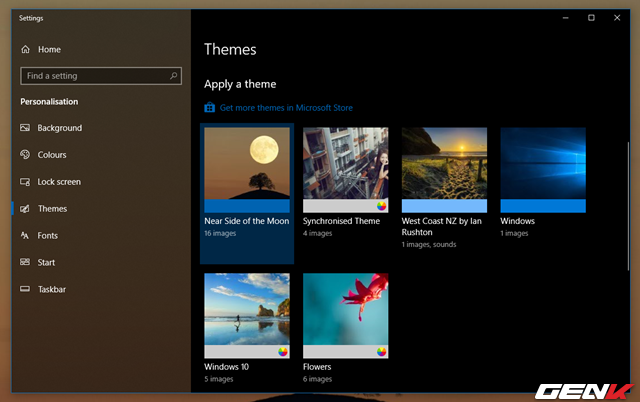 Settings
Home
Find a setting
Personalisation
Background
Colours
Lock screen
Themes
Fonts
Start
Taskbar
Themes
Apply a theme
Get more themes in Microsoft Store
Near Side of the Moon
16 images
Synchronised Theme
4 images
West Coast NZ by Ian
Rushton
1 images, sounds
Windows
1 images
Windows 10
5 images
Flowers
6 images
GENK